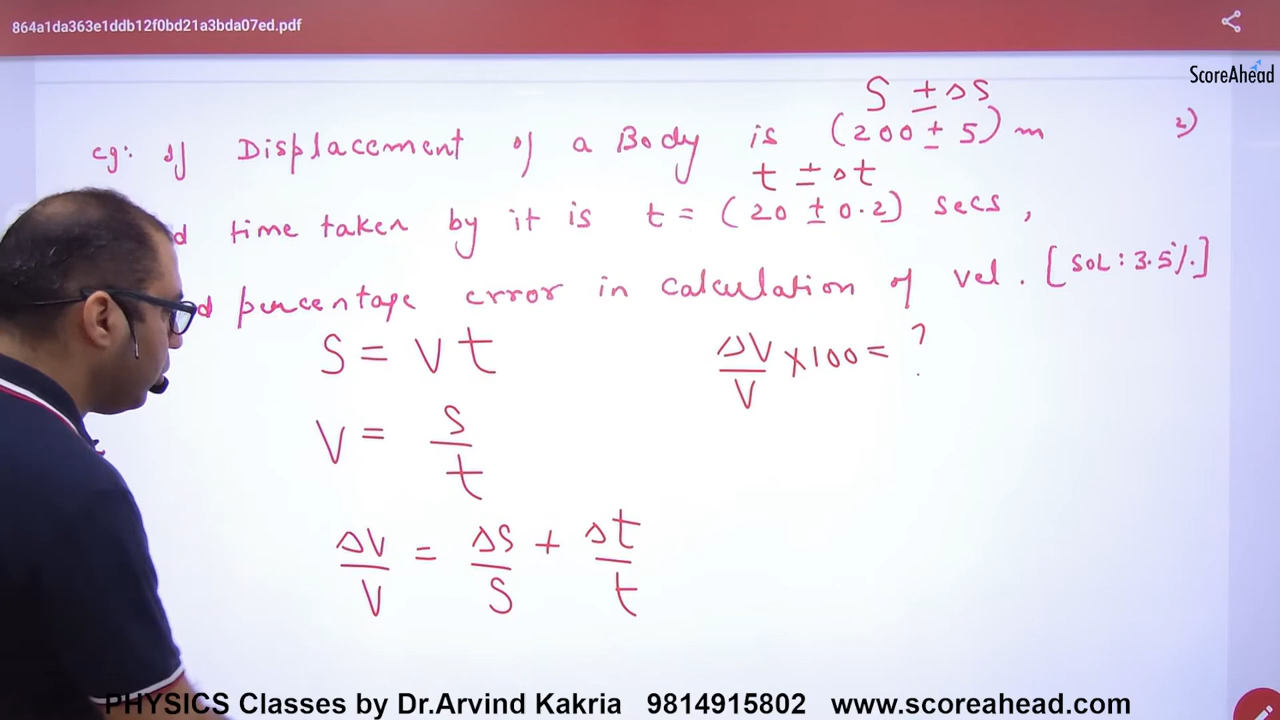 864a1da363e1ddb12f0bd21a3bda07ed.pdf
ScoreAhead
S ± ΔS
eg: If Displacement of a Body is (200 ± 5) m
2)
t ± Δt
time taken by it is t = (20 ± 0.2) secs,
percentage error in calculation of vel. [SOL: 3.5%]
S = V t
ΔV/V × 100 = ?
V = S/t
ΔV/V = ΔS/S + Δt/t
PHYSICS Classes by Dr.Arvind Kakria 9814915802 www.scoreahead.com